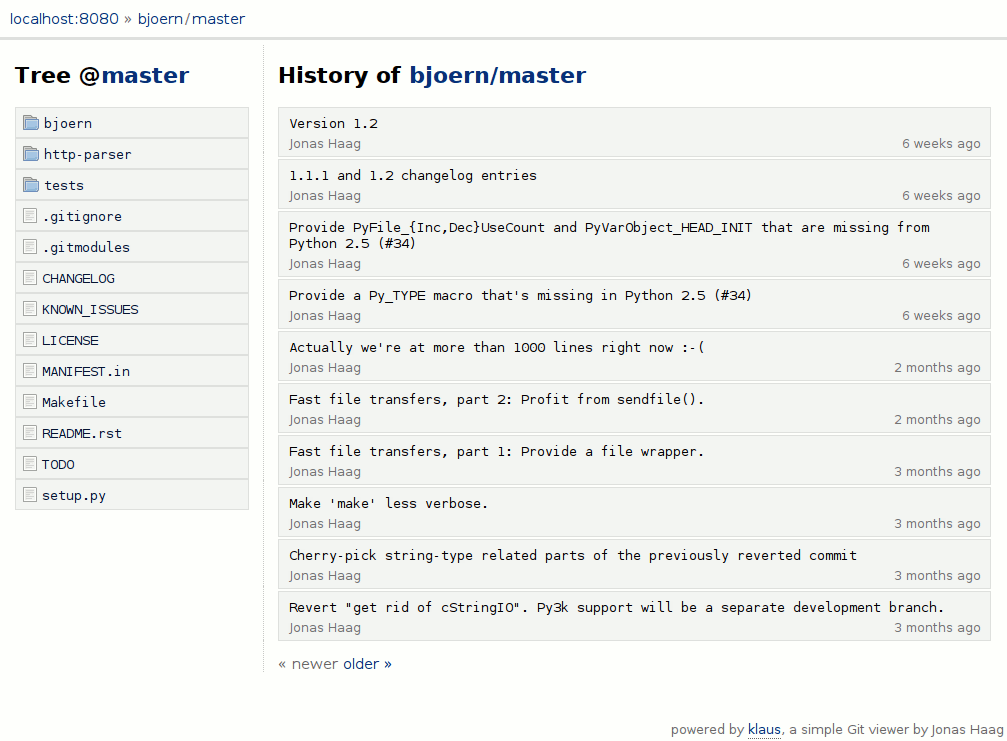 localhost:8080 » bjoern/master
Tree @master
bjoern
http-parser
tests
.gitignore
.gitmodules
CHANGELOG
KNOWN_ISSUES
LICENSE
MANIFEST.in
Makefile
README.rst
TODO
setup.py
History of bjoern/master
Version 1.2
Jonas Haag 6 weeks ago
1.1.1 and 1.2 changelog entries
Jonas Haag 6 weeks ago
Provide PyFile_{Inc,Dec}UseCount and PyVarObject_HEAD_INIT that are missing from
Python 2.5 (#34)
Jonas Haag 6 weeks ago
Provide a Py_TYPE macro that's missing in Python 2.5 (#34)
Jonas Haag 6 weeks ago
Actually we're at more than 1000 lines right now :-(
Jonas Haag 2 months ago
Fast file transfers, part 2: Profit from sendfile().
Jonas Haag 2 months ago
Fast file transfers, part 1: Provide a file wrapper.
Jonas Haag 3 months ago
Make 'make' less verbose.
Jonas Haag 3 months ago
Cherry-pick string-type related parts of the previously reverted commit
Jonas Haag 3 months ago
Revert "get rid of cStringIO". Py3k support will be a separate development branch.
Jonas Haag 3 months ago
« newer older »
powered by klaus, a simple Git viewer by Jonas Haag